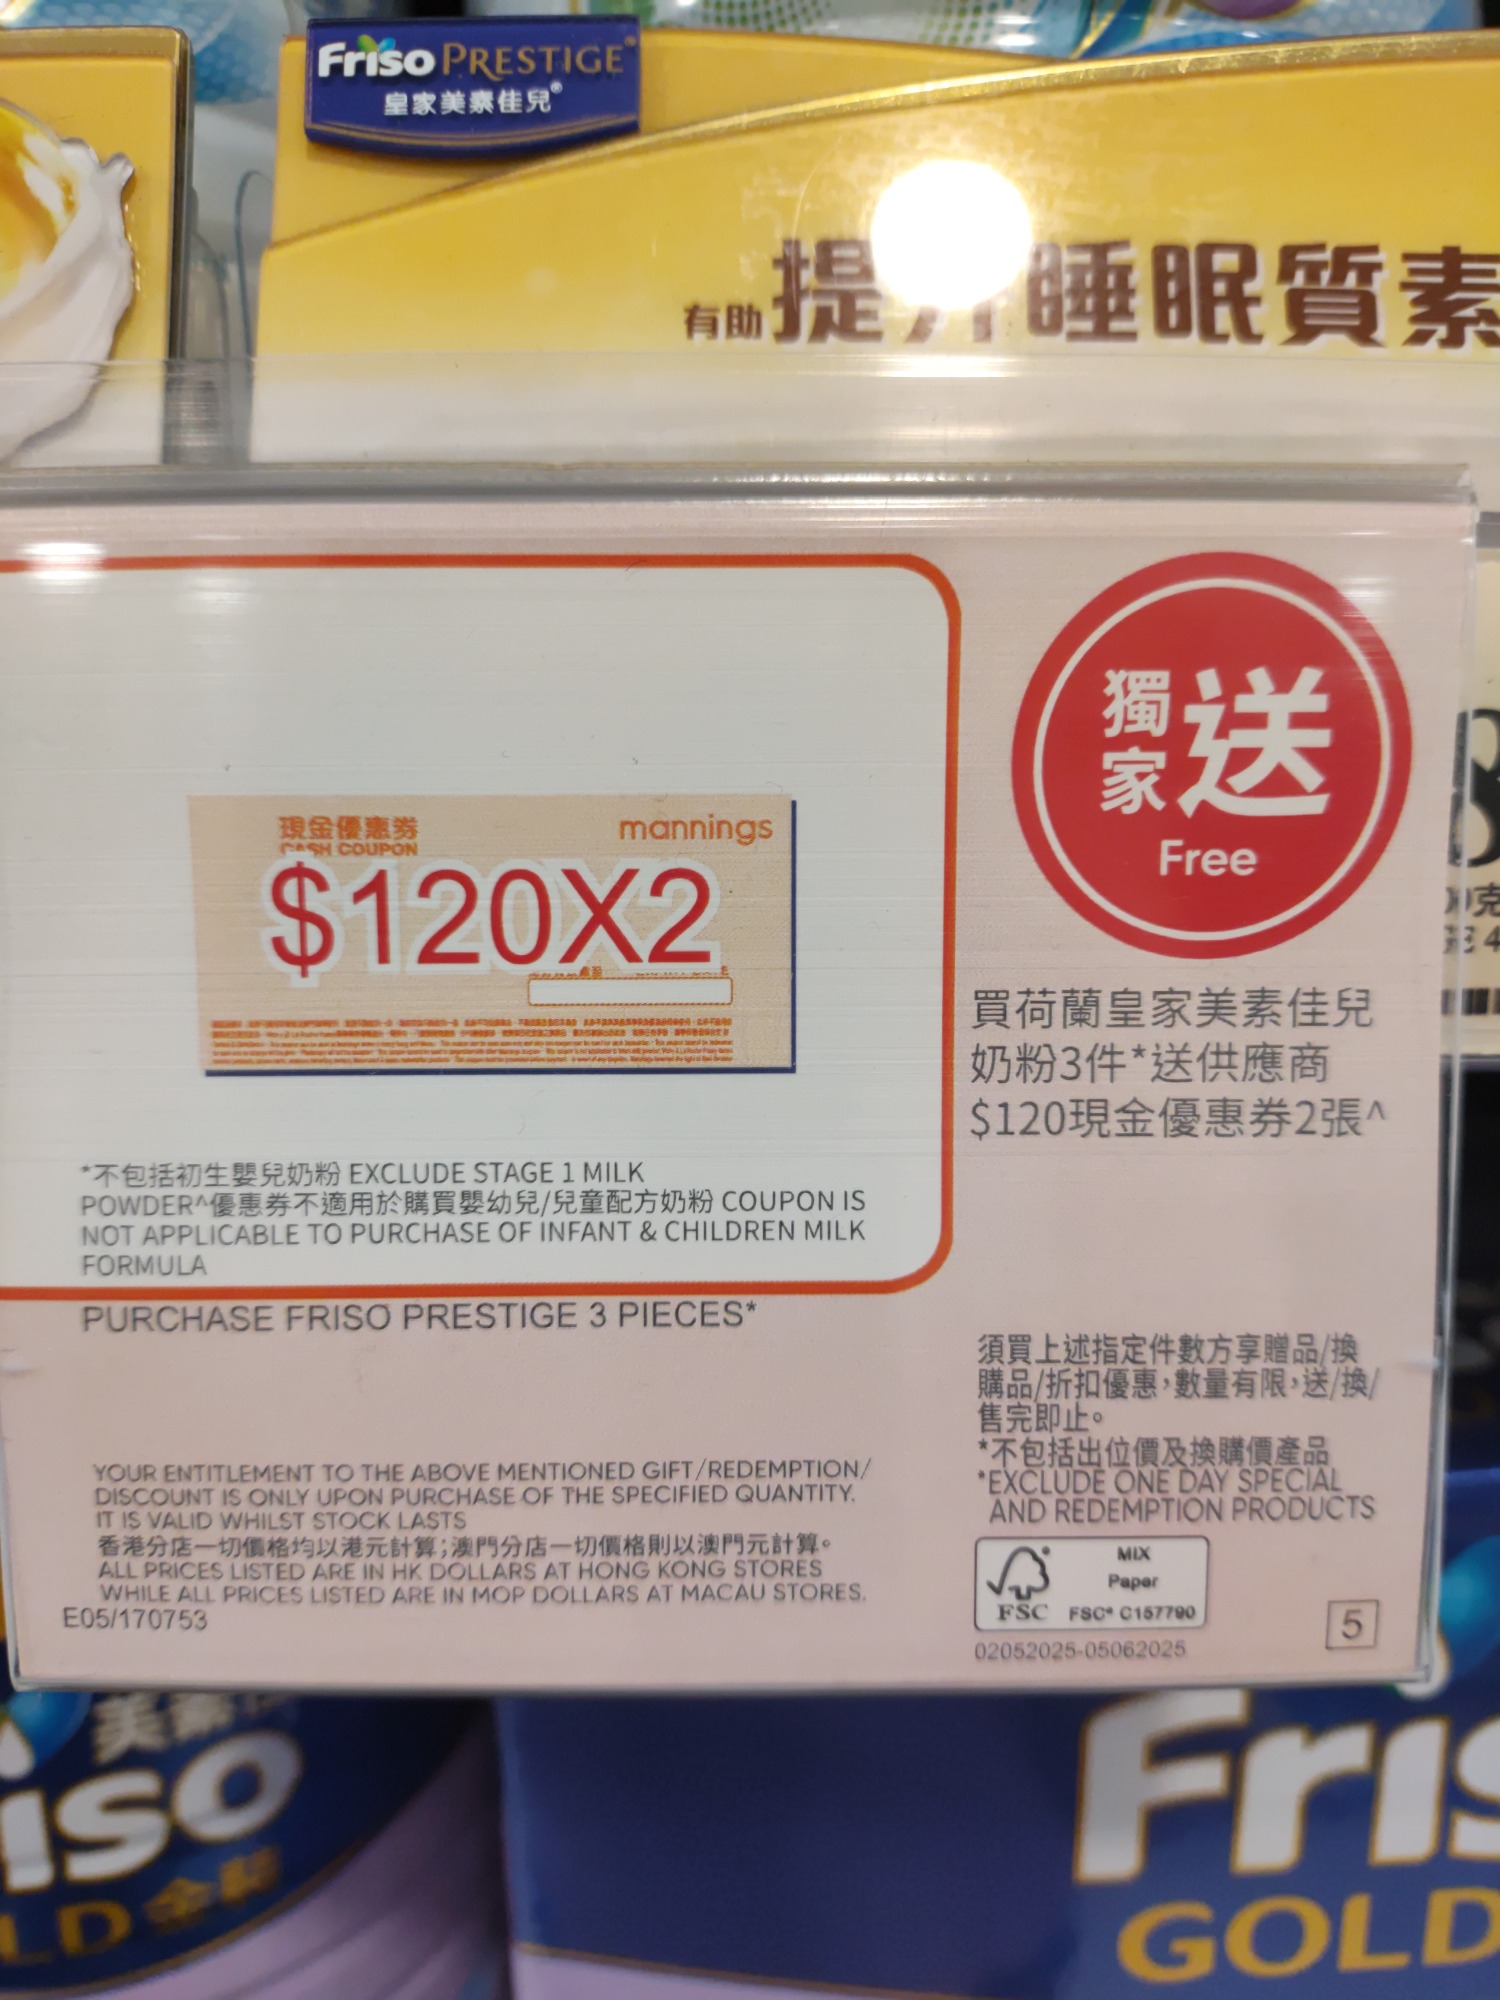 Friso PRESTIGE®
皇家美素佳兒®
有助提升睡眠質素
現金優惠券
mannings
CASH COUPON
$120X2
獨家送
Free
買荷蘭皇家美素佳兒
奶粉3件*送供應商
$120現金優惠券2張^
*不包括初生嬰兒奶粉 EXCLUDE STAGE 1 MILK
POWDER^優惠券不適用於購買嬰幼兒/兒童配方奶粉 COUPON IS
NOT APPLICABLE TO PURCHASE OF INFANT & CHILDREN MILK
FORMULA
PURCHASE FRISO PRESTIGE 3 PIECES*
須買上述指定件數方享贈品/換
購品/折扣優惠，數量有限，送/換/
售完即止。
*不包括出位價及換購價產品
*EXCLUDE ONE DAY SPECIAL
AND REDEMPTION PRODUCTS
YOUR ENTITLEMENT TO THE ABOVE MENTIONED GIFT/REDEMPTION/
DISCOUNT IS ONLY UPON PURCHASE OF THE SPECIFIED QUANTITY.
IT IS VALID WHILST STOCK LASTS
香港分店一切價格均以港元計算；澳門分店一切價格則以澳門元計算。
ALL PRICES LISTED ARE IN HK DOLLARS AT HONG KONG STORES
WHILE ALL PRICES LISTED ARE IN MOP DOLLARS AT MACAU STORES.
E05/170753
FSC
MIX
Paper
FSC® C157790
02052025-05062025
5
美素
iso
LD金裝
Fris
GOLD